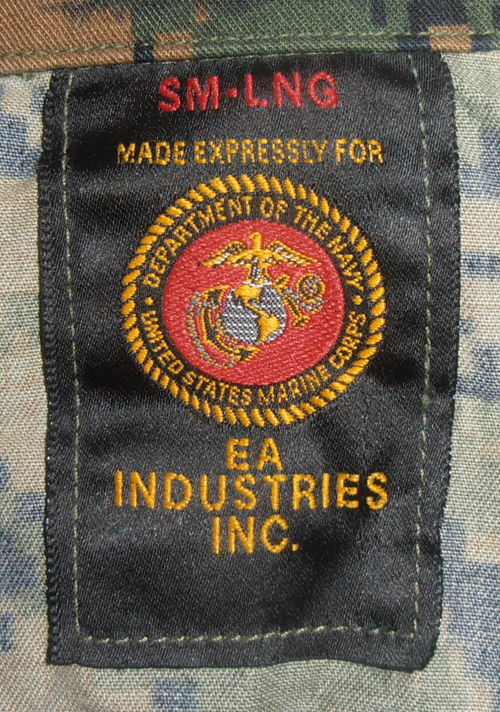 SM-LNG
MADE EXPRESSLY FOR
DEPARTMENT OF THE NAVY
UNITED STATES MARINE CORPS
EA
INDUSTRIES
INC.